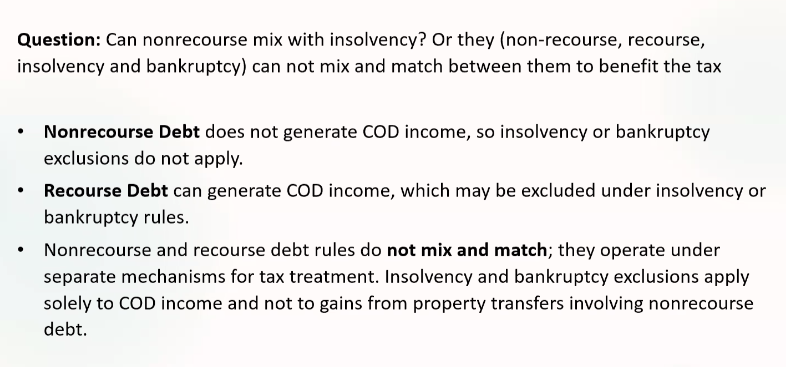 Question: Can nonrecourse mix with insolvency? Or they (non-recourse, recourse,
insolvency and bankruptcy) can not mix and match between them to benefit the tax
• Nonrecourse Debt does not generate COD income, so insolvency or bankruptcy
exclusions do not apply.
• Recourse Debt can generate COD income, which may be excluded under insolvency or
bankruptcy rules.
• Nonrecourse and recourse debt rules do not mix and match; they operate under
separate mechanisms for tax treatment. Insolvency and bankruptcy exclusions apply
solely to COD income and not to gains from property transfers involving nonrecourse
debt.